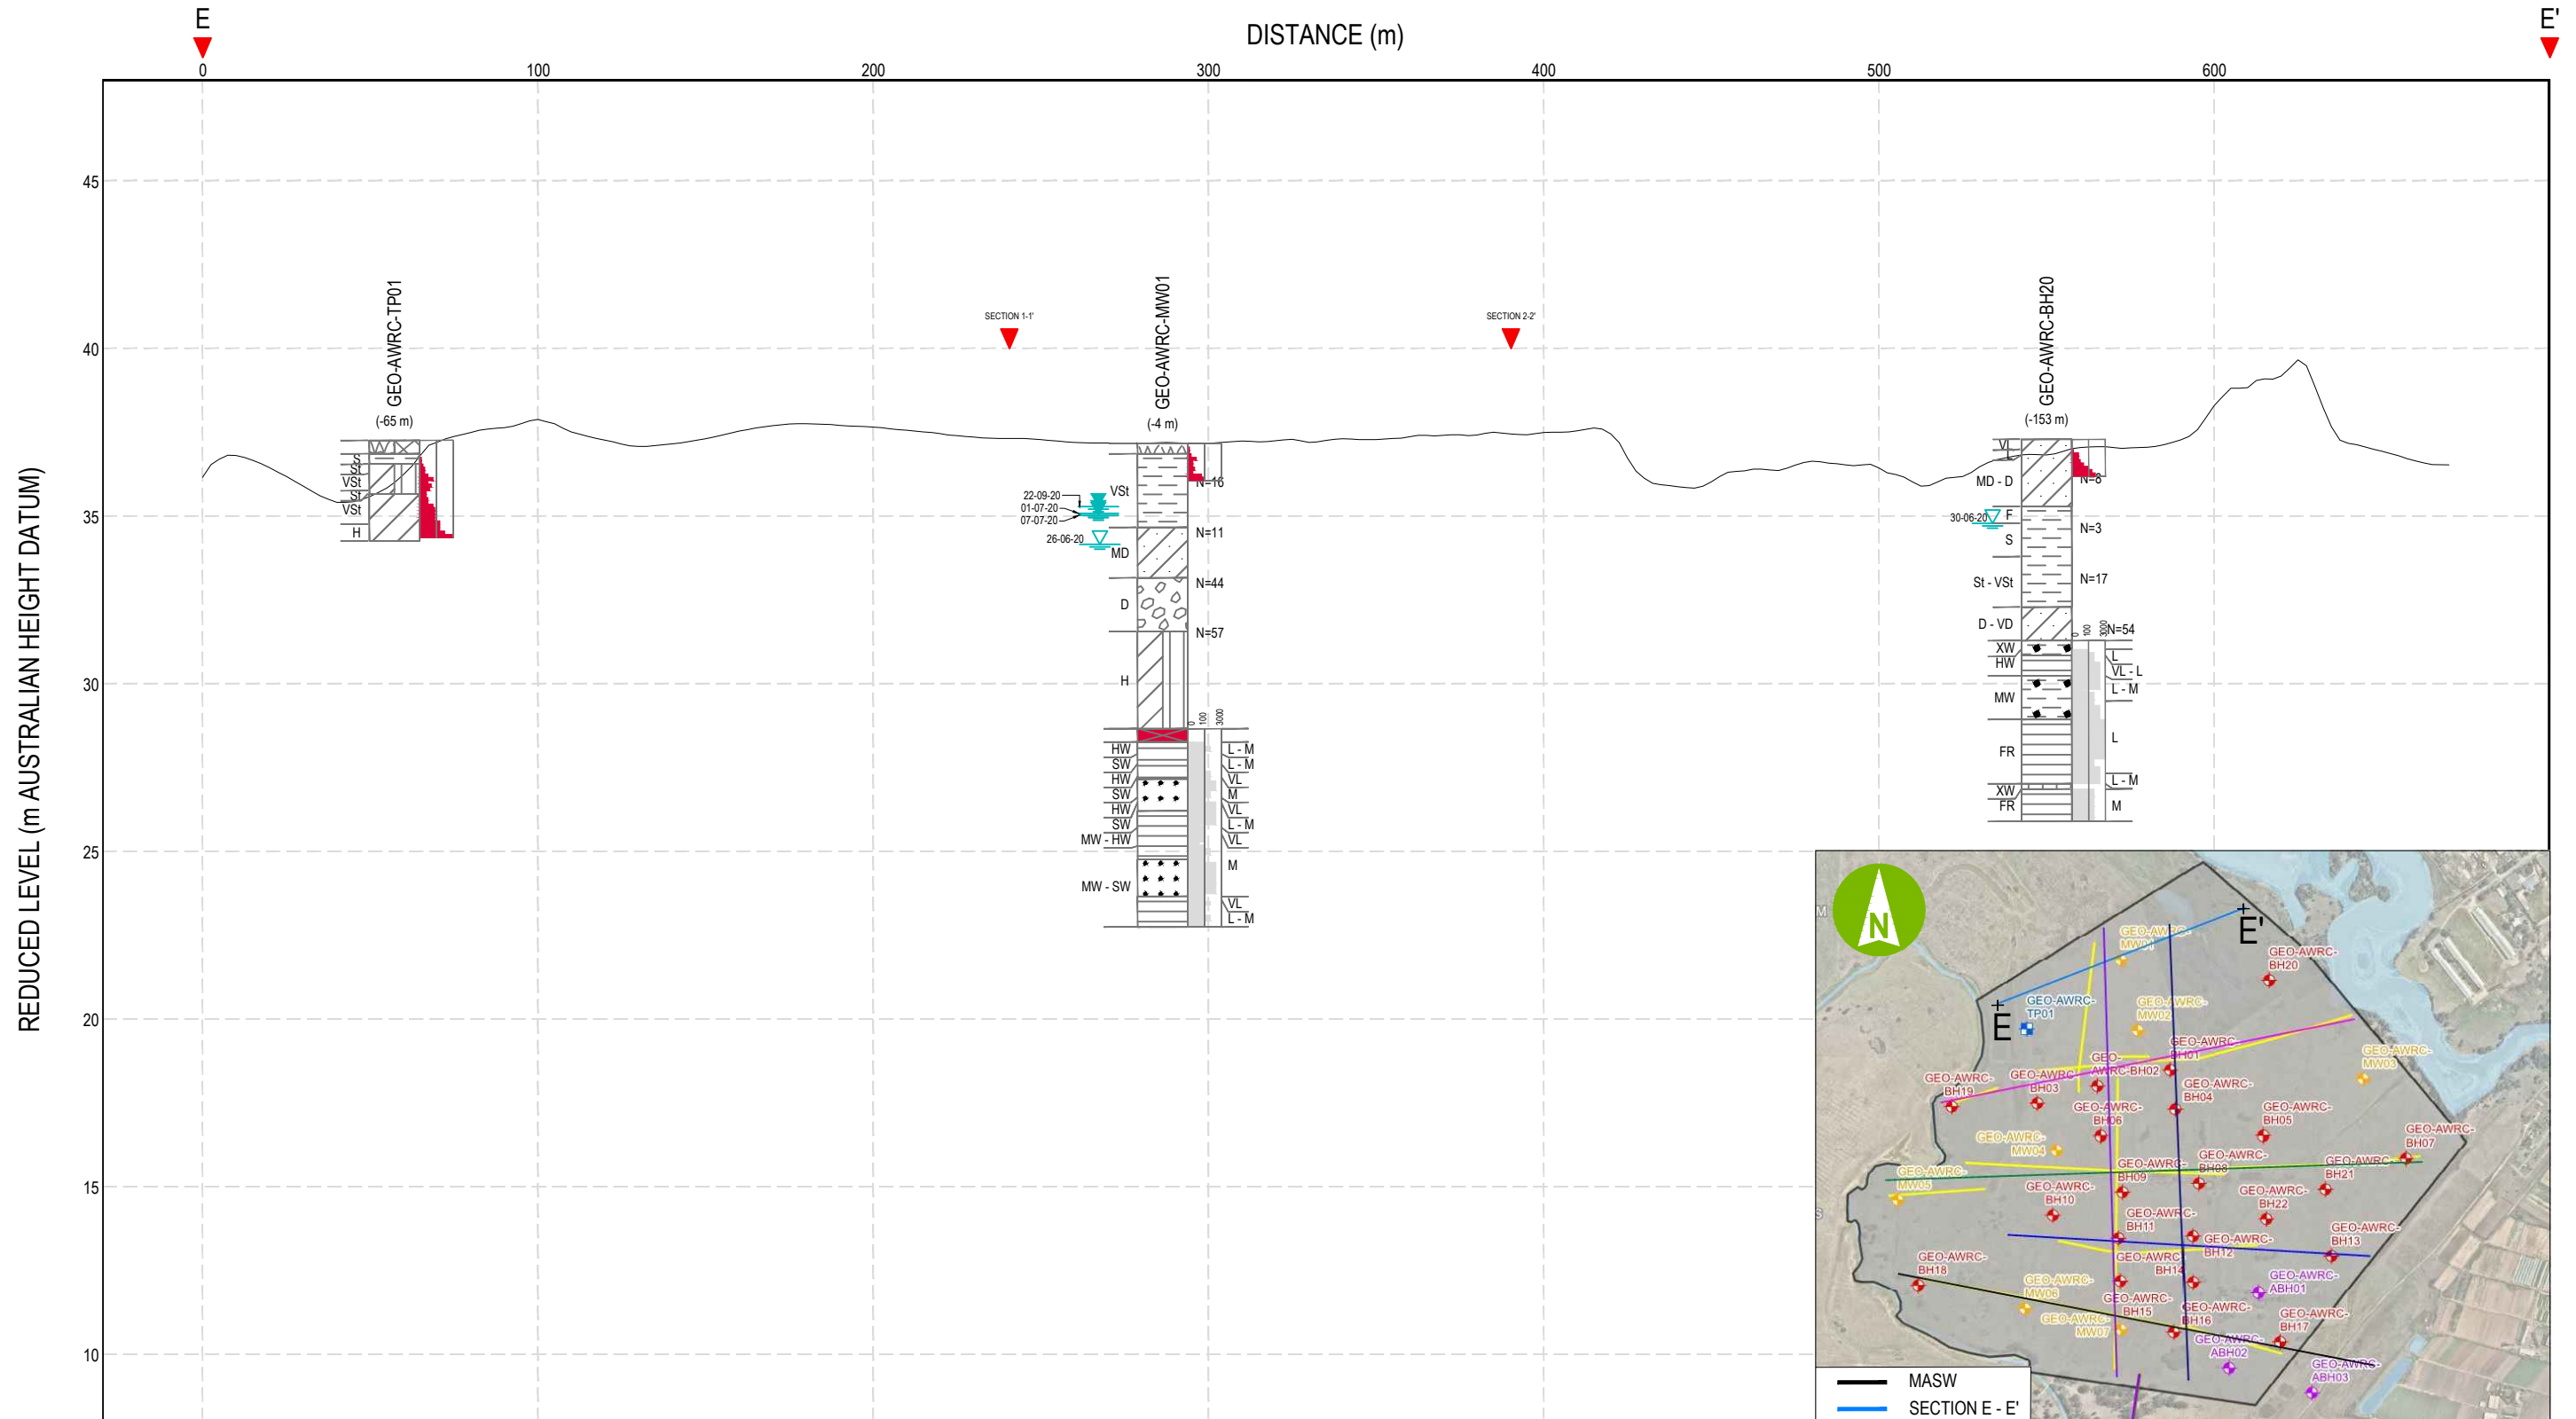 E
DISTANCE (m)
E'
0
100
200
300
400
500
600
REDUCED LEVEL (m AUSTRALIAN HEIGHT DATUM)
45
40
35
30
25
20
15
10
GEO-AWRC-TP01
(-65 m)
S
St
VSt
St
VSt
H
SECTION 1-1'
GEO-AWRC-MW01
(-4 m)
SECTION 2-2'
22-09-20
01-07-20
07-07-20
26-06-20
VSt
MD
D
H
N=16
N=11
N=44
N=57
0
100
3000
HW
SW
HW
SW
HW
SW
MW - HW
MW - SW
L - M
L - M
VL
M
VL
L - M
VL
M
VL
L - M
GEO-AWRC-BH20
(-153 m)
VL
L
MD - D
30-06-20
F
S
St - VSt
D - VD
N=8
N=3
N=17
N=54
0
100
3000
XW
HW
MW
FR
XW
FR
L
VL - L
L - M
L
L - M
M
N
M
S
E'
E
GEO-AWRC-
MW01
GEO-AWRC-
BH20
GEO-AWRC-
TP01
GEO-AWRC-
MW02
GEO-AWRC-
BH01
GEO-AWRC-
MW03
GEO-
AWRC-BH02
GEO-AWRC-
BH03
GEO-AWRC-
BH19
GEO-AWRC-
BH04
GEO-AWRC-
BH06
GEO-AWRC-
BH05
GEO-AWRC-
BH07
GEO-AWRC-
MW04
GEO-AWRC-
BH08
GEO-AWRC-
BH09
GEO-AWRC-
BH21
GEO-AWRC-
MW05
GEO-AWRC-
BH10
GEO-AWRC-
BH22
GEO-AWRC-
BH11
GEO-AWRC-
BH12
GEO-AWRC-
BH13
GEO-AWRC-
BH18
GEO-AWRC-
BH14
GEO-AWRC-
ABH01
GEO-AWRC-
MW06
GEO-AWRC-
BH15
GEO-AWRC-
BH16
GEO-AWRC-
BH17
GEO-AWRC-
MW07
GEO-AWRC-
ABH02
GEO-AWRC-
ABH03
MASW
SECTION E - E'